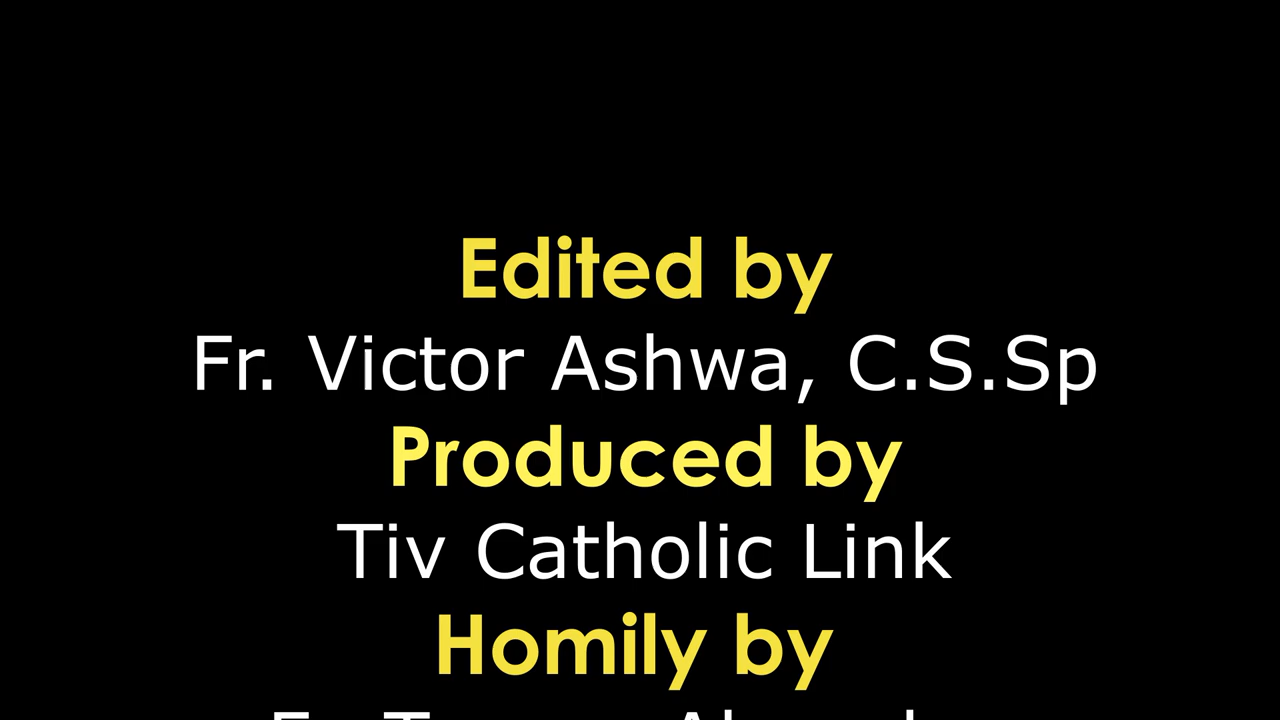 Edited by
Fr. Victor Ashwa, C.S.Sp
Produced by
Tiv Catholic Link
Homily by